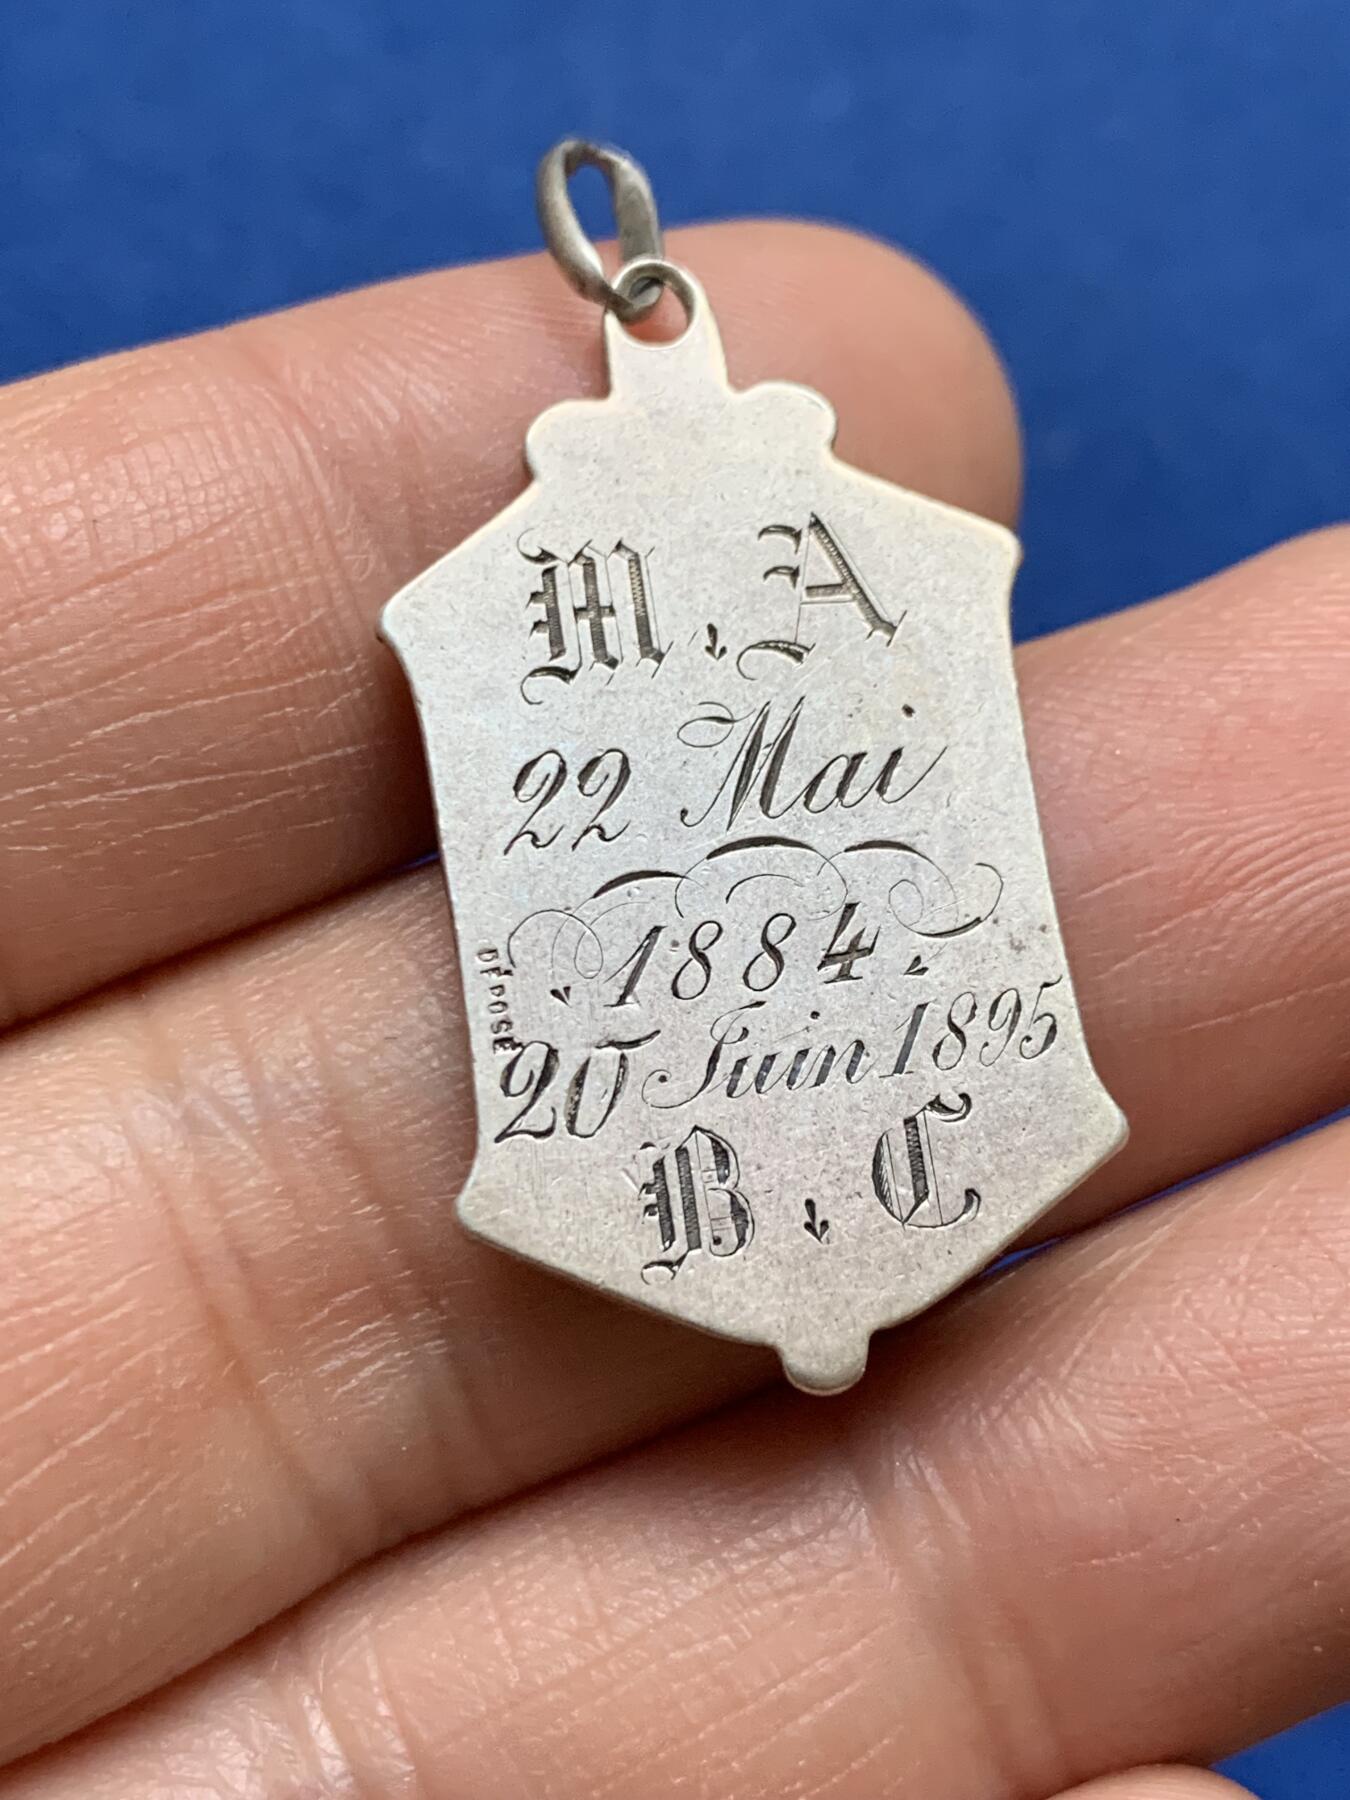 M. A
22 Mai
1884.
DÉPOSÉ
20 Juin 1895
B. C